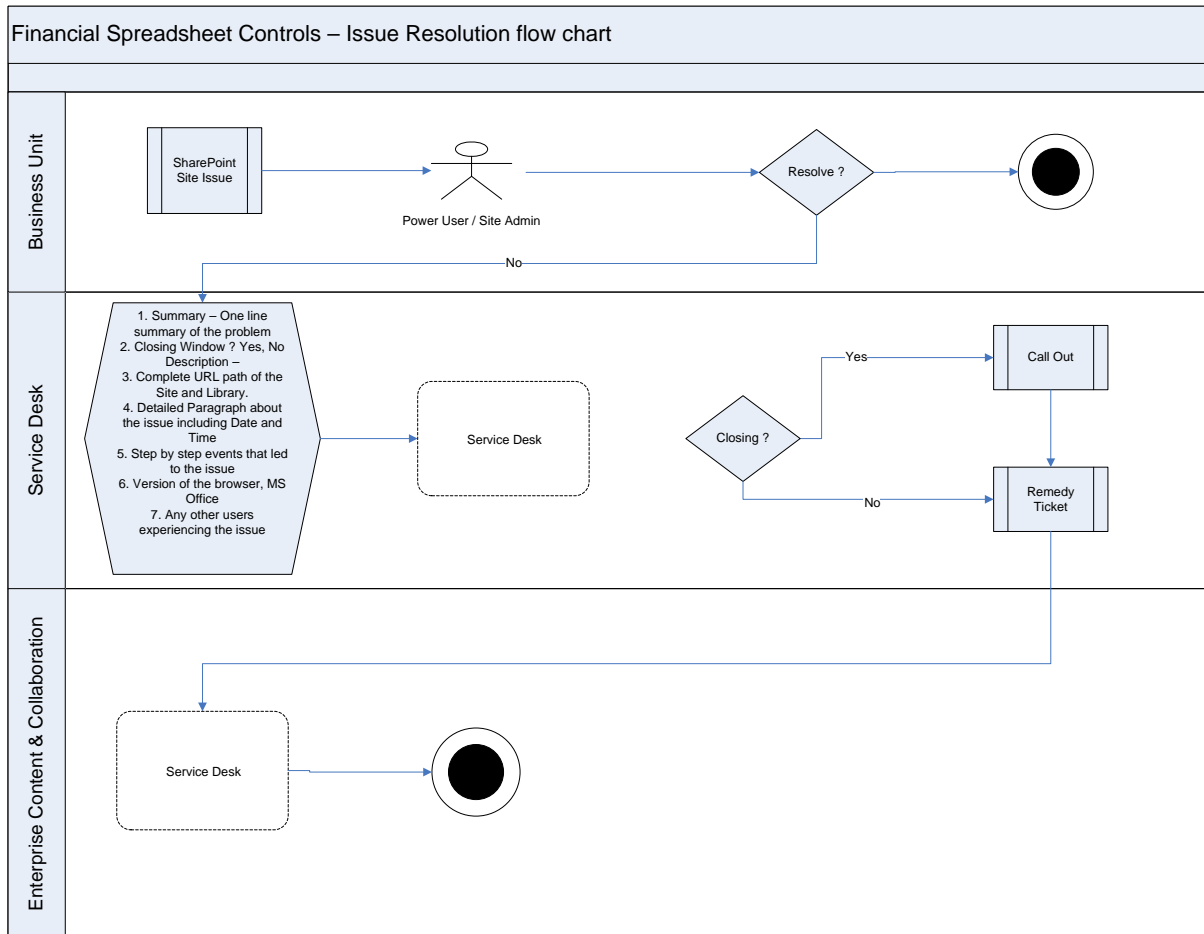 Financial Spreadsheet Controls – Issue Resolution flow chart
Business Unit
SharePoint
Site Issue
Power User / Site Admin
Resolve ?
No
Service Desk
1. Summary – One line
summary of the problem
2. Closing Window ? Yes, No
Description –
3. Complete URL path of the
Site and Library.
4. Detailed Paragraph about
the issue including Date and
Time
5. Step by step events that led
to the issue
6. Version of the browser, MS
Office
7. Any other users
experiencing the issue
Service Desk
Closing ?
Yes
No
Call Out
Remedy
Ticket
Enterprise Content & Collaboration
Service Desk